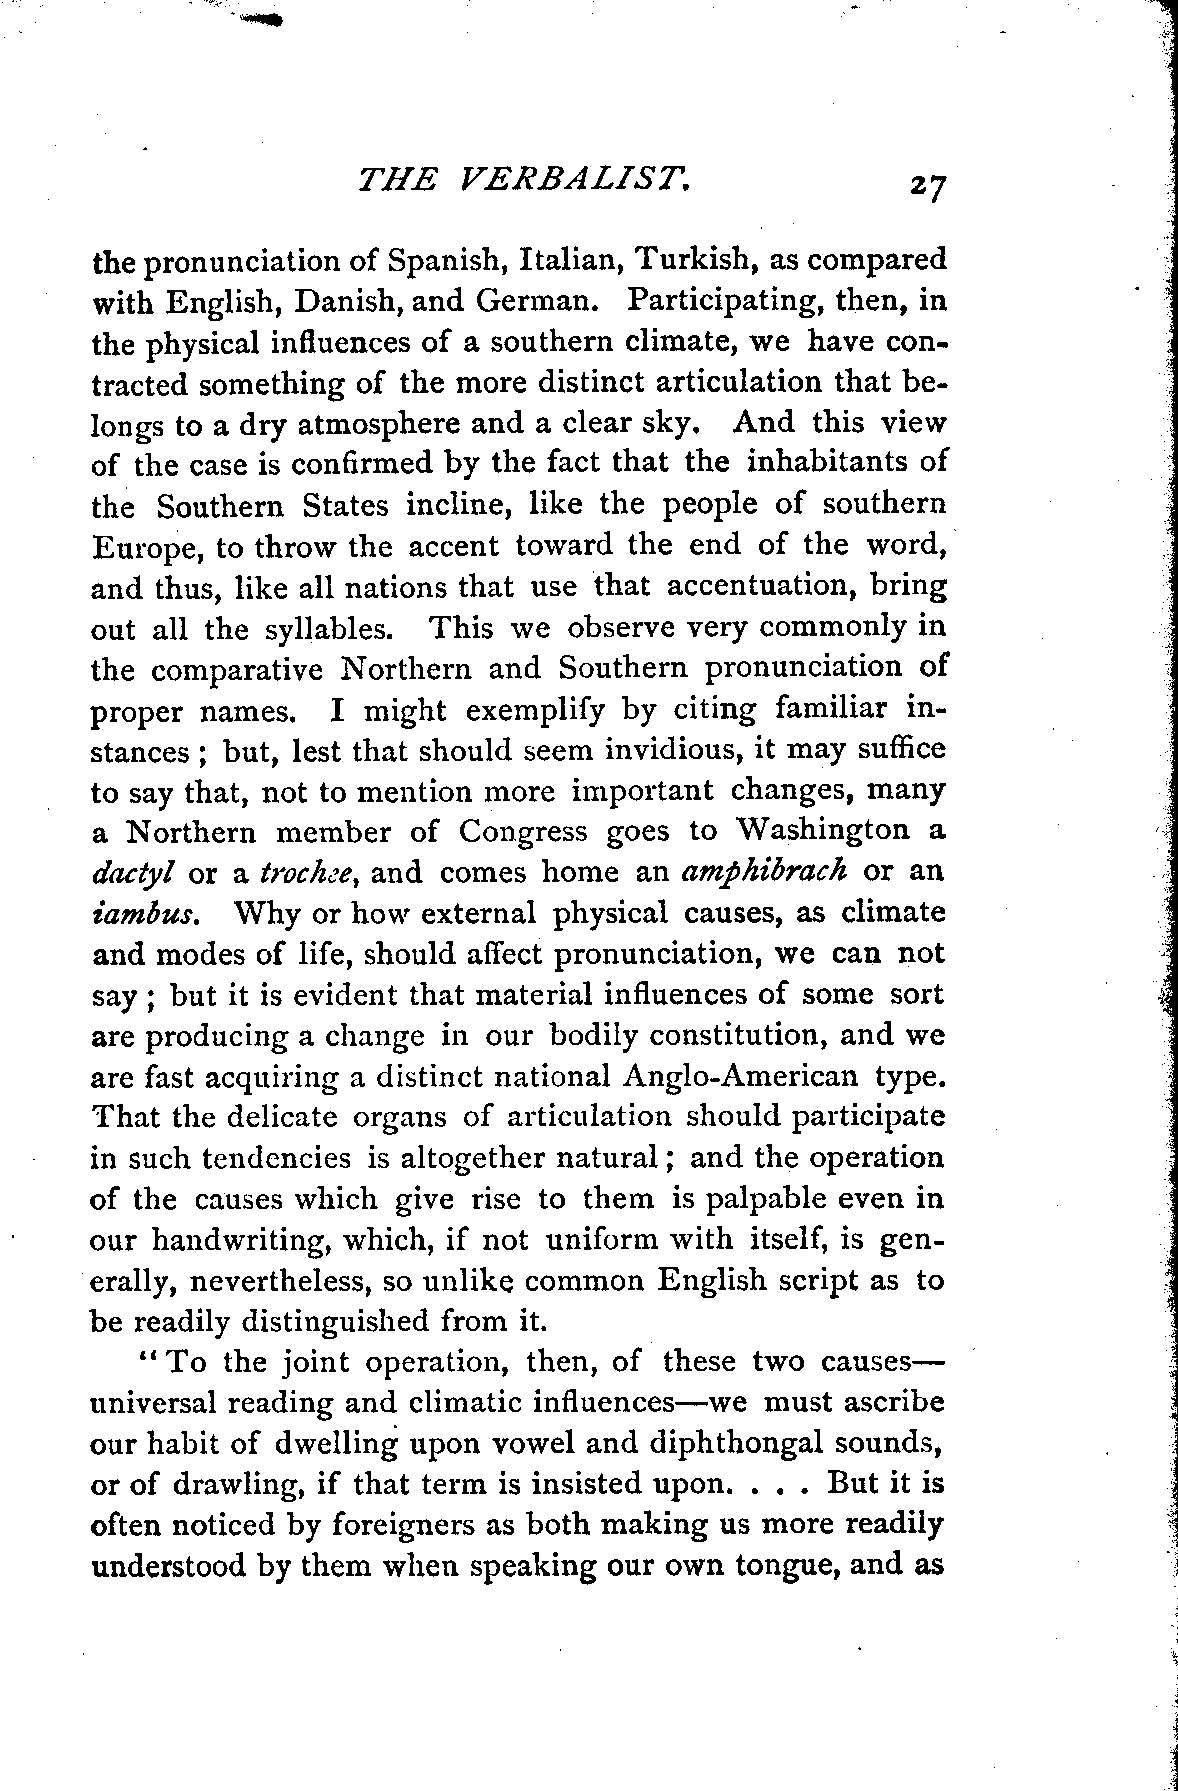 THE VERBALIST. 27
the pronunciation of Spanish, Italian, Turkish, as compared
with English, Danish, and German. Participating, then, in
the physical influences of a southern climate, we have con-
tracted something of the more distinct articulation that be-
longs to a dry atmosphere and a clear sky. And this view
of the case is confirmed by the fact that the inhabitants of
the Southern States incline, like the people of southern
Europe, to throw the accent toward the end of the word,
and thus, like all nations that use that accentuation, bring
out all the syllables. This we observe very commonly in
the comparative Northern and Southern pronunciation of
proper names. I might exemplify by citing familiar in-
stances ; but, lest that should seem invidious, it may suffice
to say that, not to mention more important changes, many
a Northern member of Congress goes to Washington a
dactyl or a trochee, and comes home an amphibrach or an
iambus. Why or how external physical causes, as climate
and modes of life, should affect pronunciation, we can not
say ; but it is evident that material influences of some sort
are producing a change in our bodily constitution, and we
are fast acquiring a distinct national Anglo-American type.
That the delicate organs of articulation should participate
in such tendencies is altogether natural ; and the operation
of the causes which give rise to them is palpable even in
our handwriting, which, if not uniform with itself, is gen-
erally, nevertheless, so unlike common English script as to
be readily distinguished from it.
“ To the joint operation, then, of these two causes—
universal reading and climatic influences—we must ascribe
our habit of dwelling upon vowel and diphthongal sounds,
or of drawling, if that term is insisted upon. . . . But it is
often noticed by foreigners as both making us more readily
understood by them when speaking our own tongue, and as